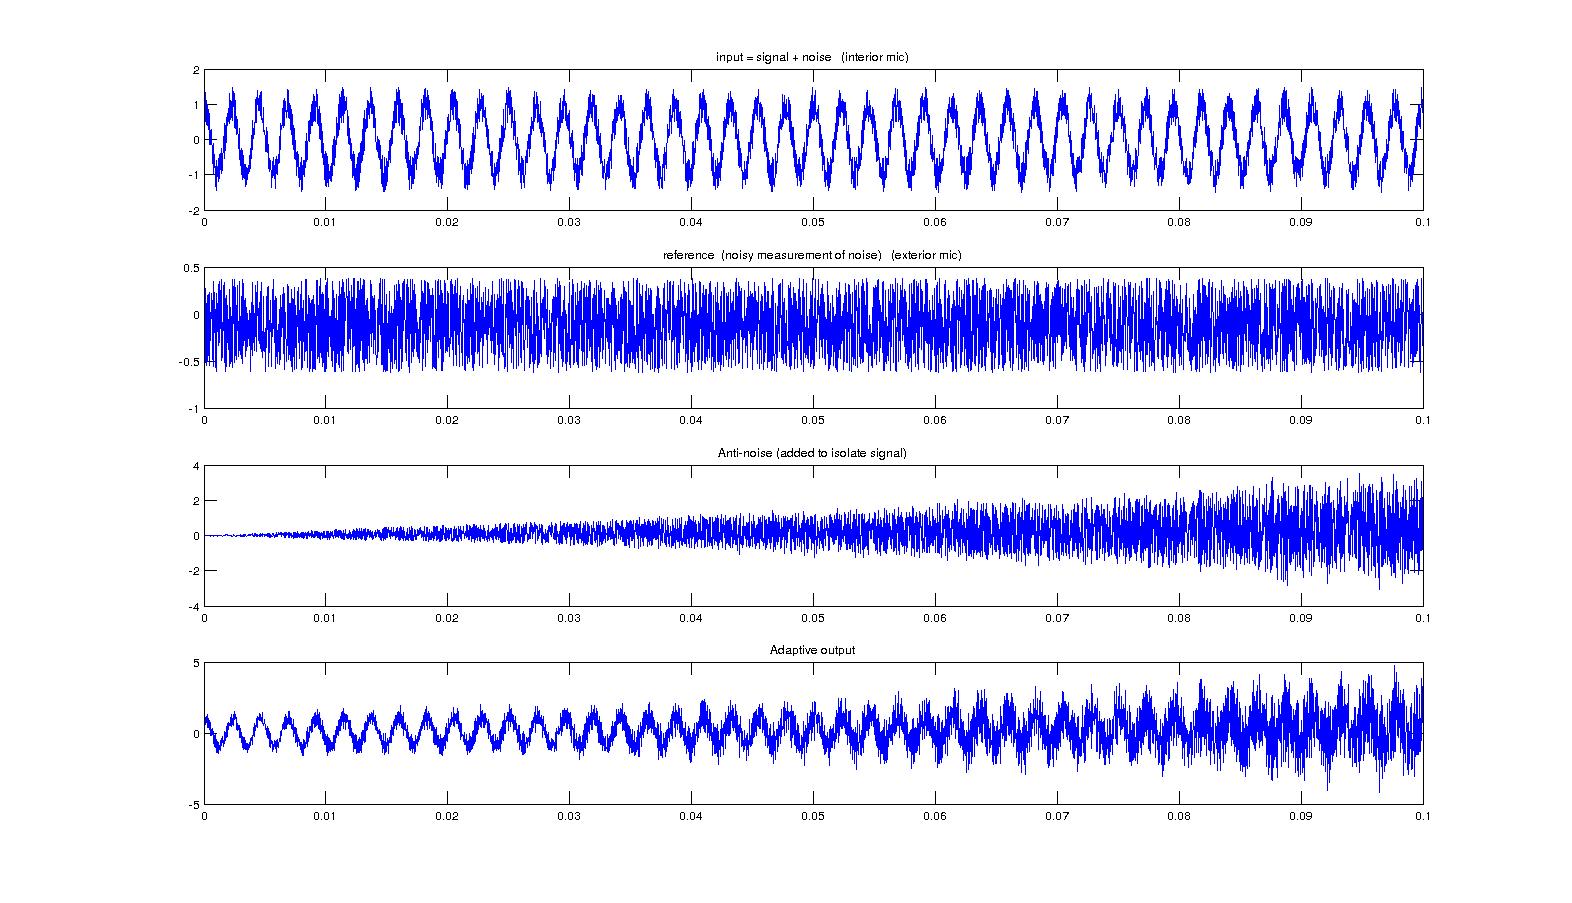 input = signal + noise   (interior mic)
2
1
0
-1
-2
0 0.01 0.02 0.03 0.04 0.05 0.06 0.07 0.08 0.09 0.1
reference  (noisy measurement of noise)   (exterior mic)
0.5
0
-0.5
-1
0 0.01 0.02 0.03 0.04 0.05 0.06 0.07 0.08 0.09 0.1
Anti-noise (added to isolate signal)
4
2
0
-2
-4
0 0.01 0.02 0.03 0.04 0.05 0.06 0.07 0.08 0.09 0.1
Adaptive output
5
0
-5
0 0.01 0.02 0.03 0.04 0.05 0.06 0.07 0.08 0.09 0.1